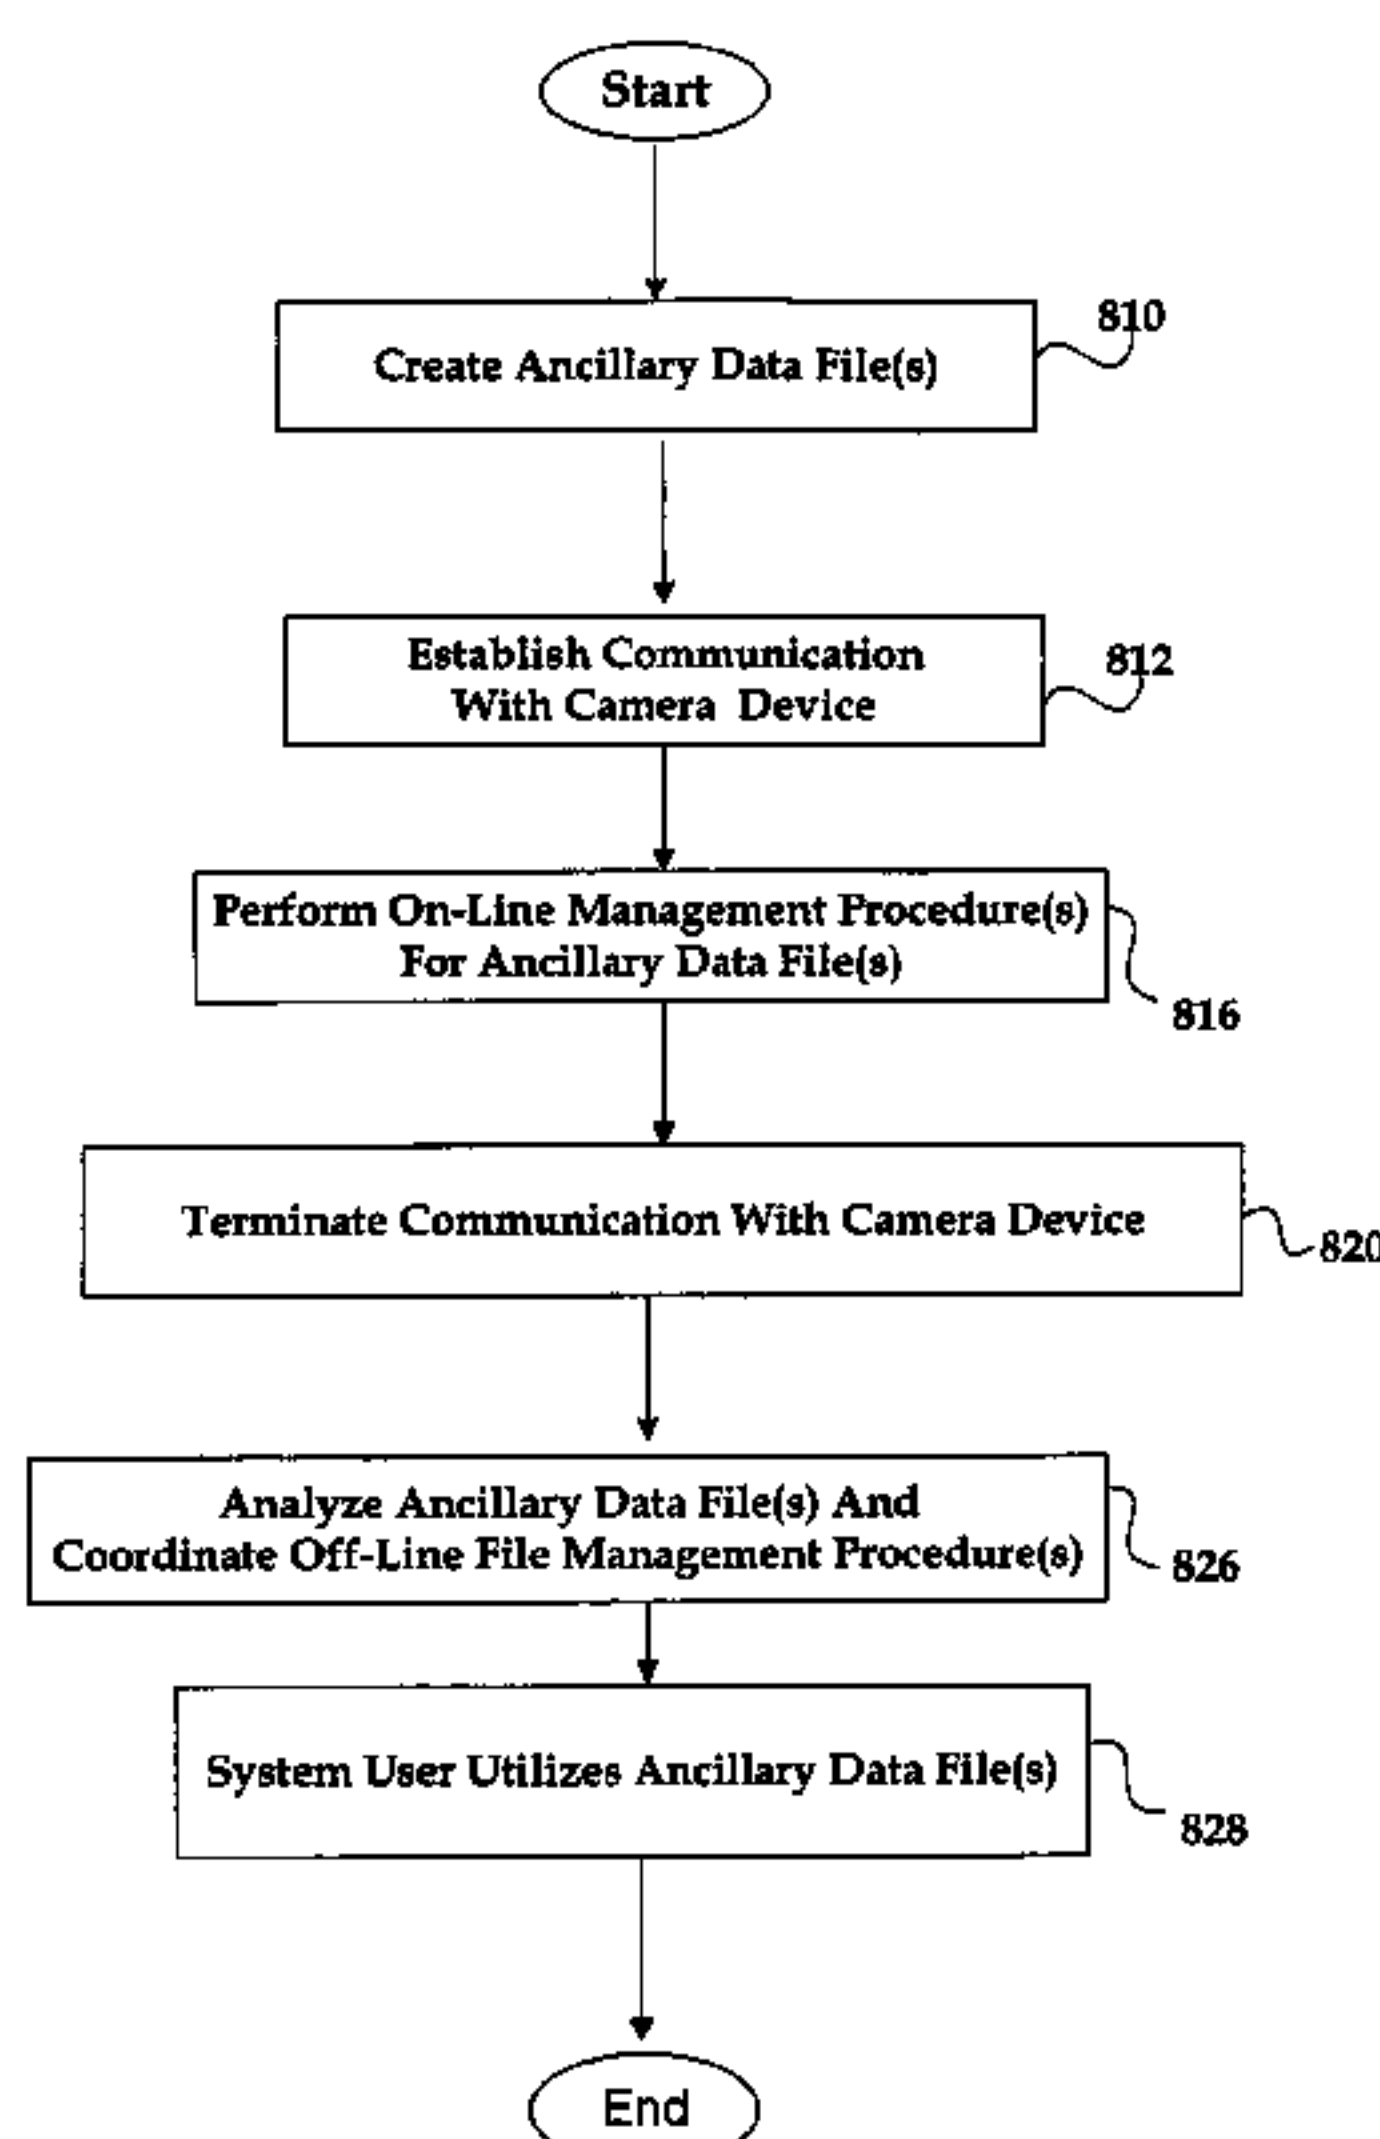 Start
Create Ancillary Data File(s)
810
Establish Communication
With Camera Device
812
Perform On-Line Management Procedure(s)
For Ancillary Data File(s)
816
Terminate Communication With Camera Device
820
Analyze Ancillary Data File(s) And
Coordinate Off-Line File Management Procedure(s)
826
System User Utilizes Ancillary Data File(s)
828
End